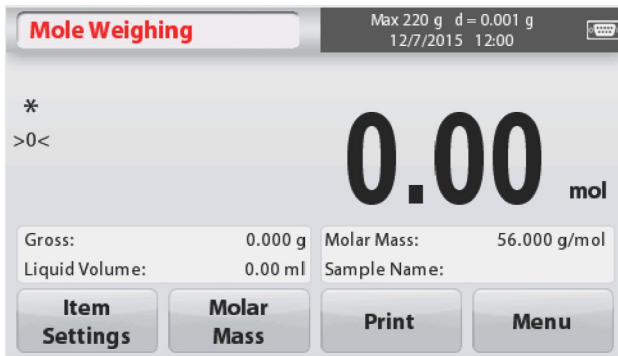 Mole Weighing
Max 220 g d = 0.001 g
12/7/2015 12:00
*
>0<
0.00 mol
Gross: 0.000 g
Liquid Volume: 0.00 ml
Molar Mass: 56.000 g/mol
Sample Name:
Item
Settings
Molar
Mass
Print
Menu